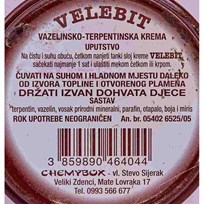 VELEBIT
VAZELINSKO-TERPENTINSKA KREMA
UPUTSTVO
Na čistu i suhu obuću, četkom nanjeti tanki sloj kreme VELEBIT,
sačekati najmanje 1 sat i ulaštiti mekom četkom ili krpom.
ČUVATI NA SUHOM I HLADNOM MJESTU DALEKO
OD IZVORA TOPLINE I OTVORENOG PLAMENA
DRŽATI IZVAN DOHVATA DJECE
SASTAV
terpentin, vazelin, vosak prirodni mineralni, parafin, otapalo, boja i miris
ROK UPOTREBE NEOGRANIČEN An. br. 05402 6525/05
3 859890 464044
CHEMYBOX vl. Stevo Sijerak
Veliki Zdenci, Mate Lovraka 17
Tel. 0993 566 677